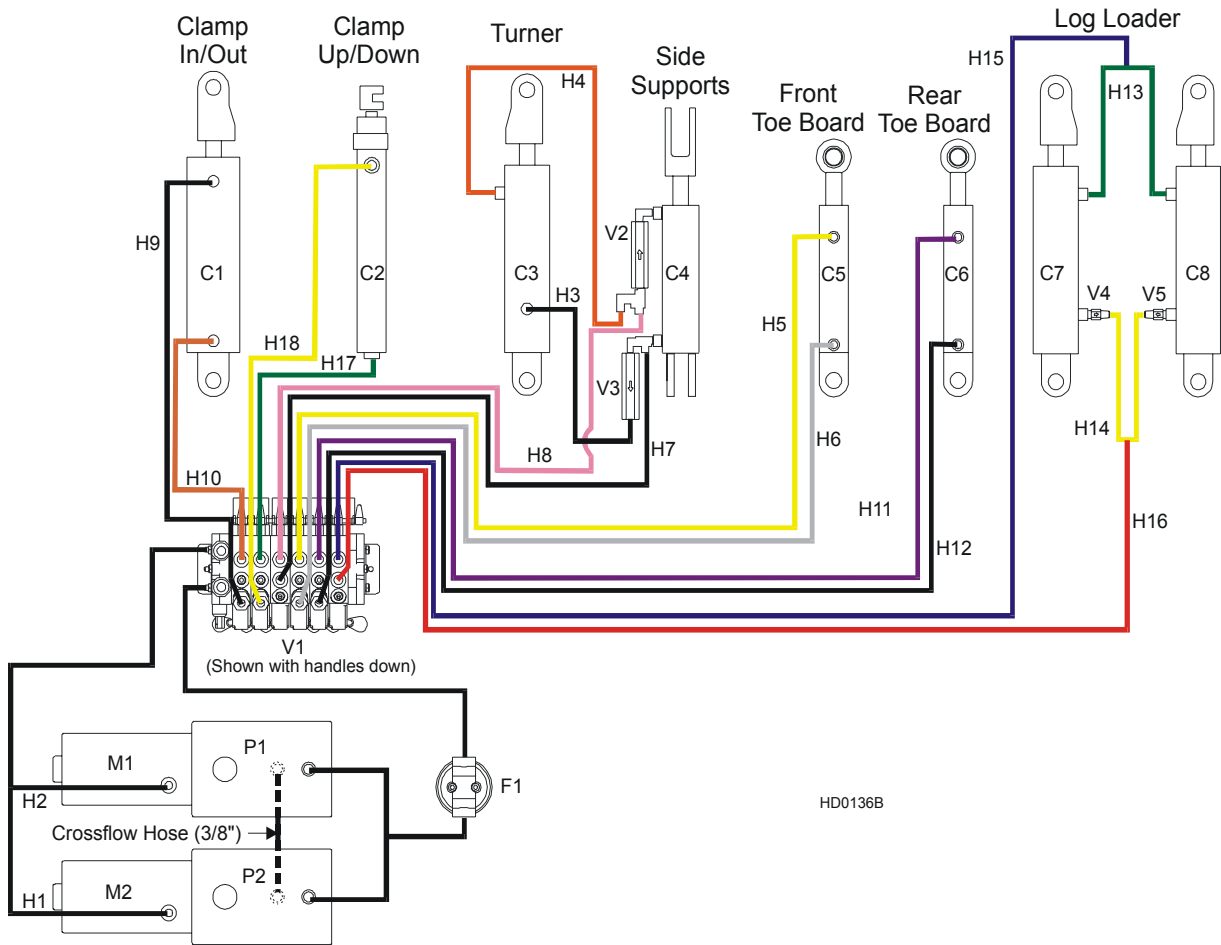 Clamp
In/Out
Clamp
Up/Down
Turner
Side
Supports
Front
Toe Board
Rear
Toe Board
Log Loader
H15
H4
H13
H9
V2
C1
C2
C3
C4
C5
C6
C7
C8
H3
V4
V5
H5
H18
H17
V3
H14
H8
H7
H6
H10
H11
H16
H12
V1
(Shown with handles down)
P1
M1
F1
H2
HD0136B
Crossflow Hose (3/8")
P2
M2
H1